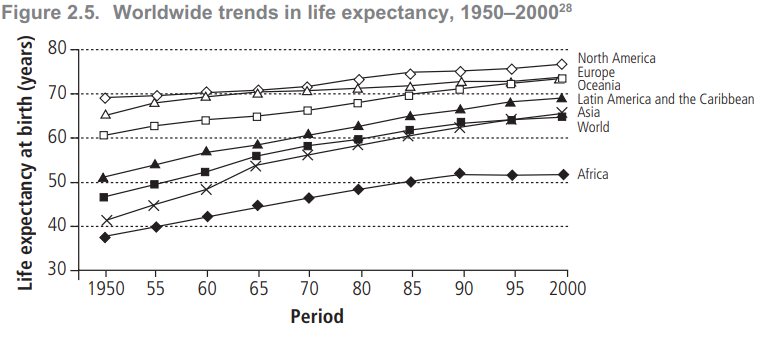 Figure 2.5. Worldwide trends in life expectancy, 1950–2000²⁸
Life expectancy at birth (years)
80
70
60
50
40
30
North America
Europe
Oceania
Latin America and the Caribbean
Asia
World
Africa
1950 55 60 65 70 80 85 90 95 2000
Period